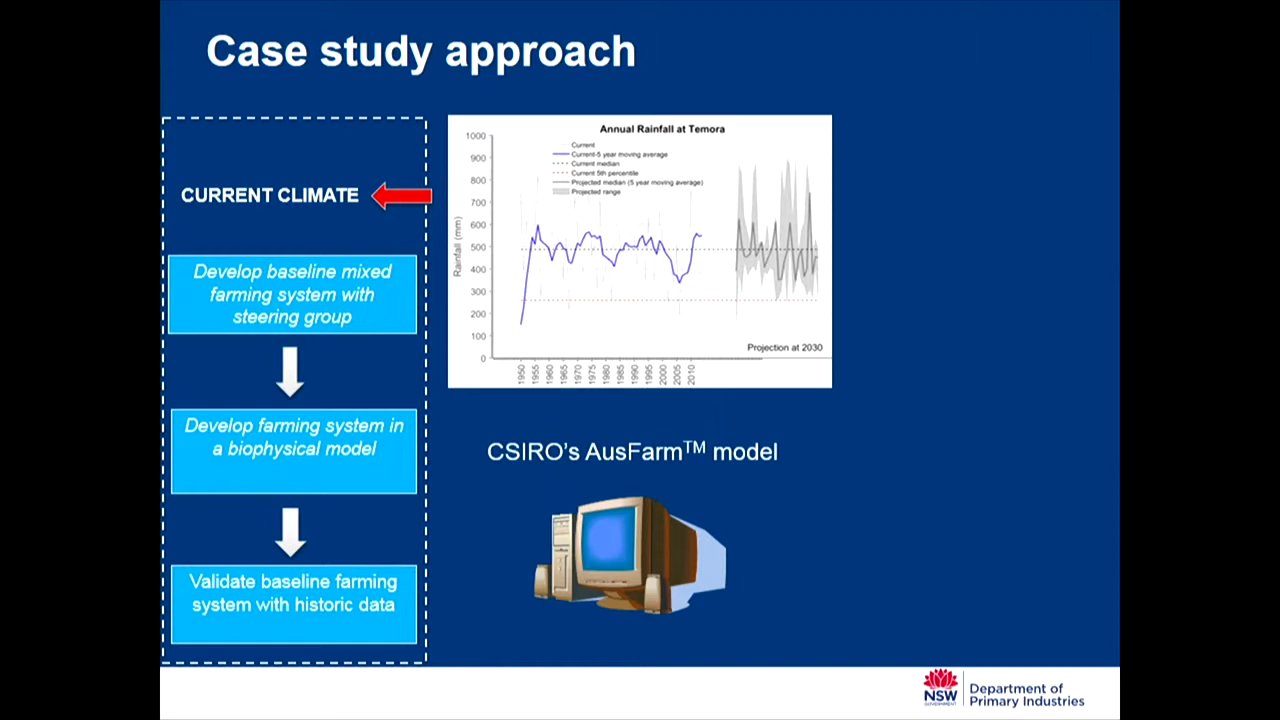 Case study approach
CURRENT CLIMATE
Develop baseline mixed
farming system with
steering group
Develop farming system in
a biophysical model
Validate baseline farming
system with historic data
Annual Rainfall at Temora
Current
Current-5 year moving average
Current median
Current 5th percentile
Projected median (5 year moving average)
Projected range
Rainfall (mm)
1000
900
800
700
600
500
400
300
200
100
0
1950
1955
1960
1965
1970
1975
1980
1985
1990
1995
2000
2005
2010
Projection at 2030
CSIRO's AusFarm™ model
NSW
GOVERNMENT
Department of
Primary Industries